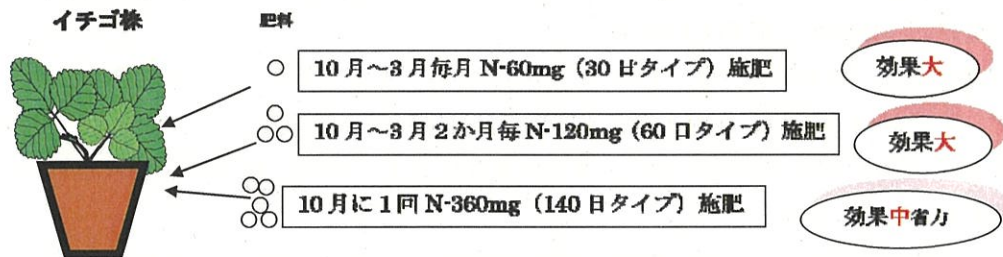 イチゴ株
肥料
10月～3月毎月 N-60mg（30日タイプ）施肥
効果大
10月～3月2か月毎N-120mg（60日タイプ）施肥
効果大
10月に1回 N-360mg（140日タイプ）施肥
効果中省力